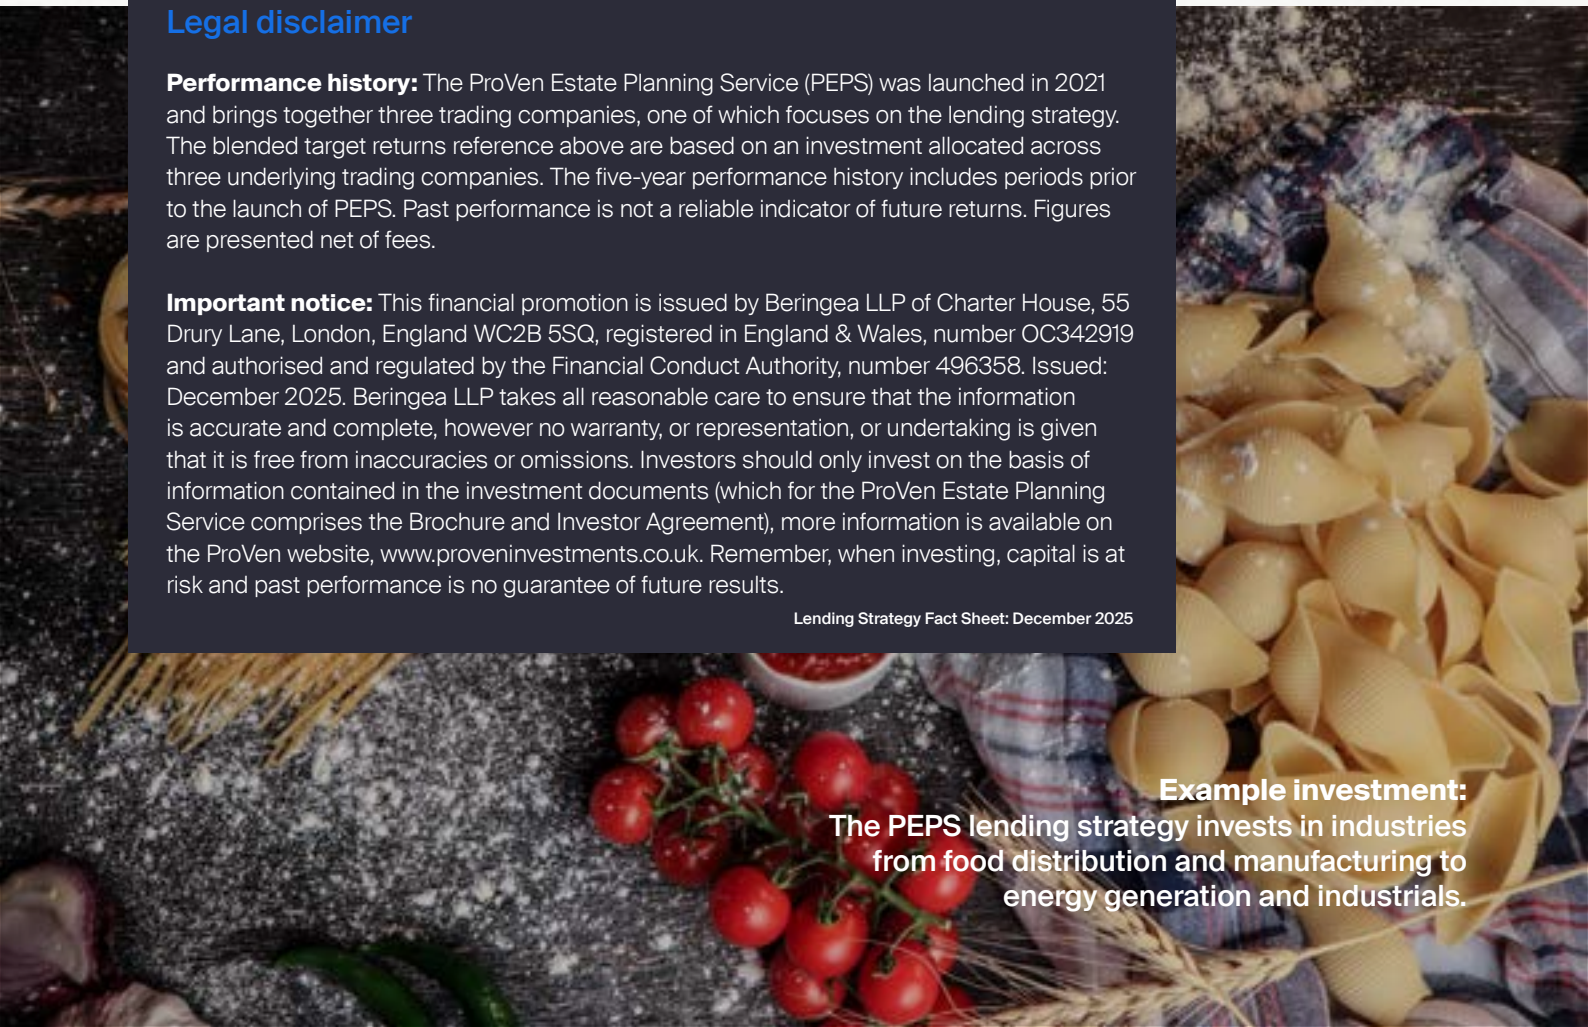 Legal disclaimer
Performance history: The ProVen Estate Planning Service (PEPS) was launched in 2021
and brings together three trading companies, one of which focuses on the lending strategy.
The blended target returns reference above are based on an investment allocated across
three underlying trading companies. The five-year performance history includes periods prior
to the launch of PEPS. Past performance is not a reliable indicator of future returns. Figures
are presented net of fees.
Important notice: This financial promotion is issued by Beringea LLP of Charter House, 55
Drury Lane, London, England WC2B 5SQ, registered in England & Wales, number OC342919
and authorised and regulated by the Financial Conduct Authority, number 496358. Issued:
December 2025. Beringea LLP takes all reasonable care to ensure that the information
is accurate and complete, however no warranty, or representation, or undertaking is given
that it is free from inaccuracies or omissions. Investors should only invest on the basis of
information contained in the investment documents (which for the ProVen Estate Planning
Service comprises the Brochure and Investor Agreement), more information is available on
the ProVen website, www.proveninvestments.co.uk. Remember, when investing, capital is at
risk and past performance is no guarantee of future results.
Lending Strategy Fact Sheet: December 2025
Example investment:
The PEPS lending strategy invests in industries
from food distribution and manufacturing to
energy generation and industrials.